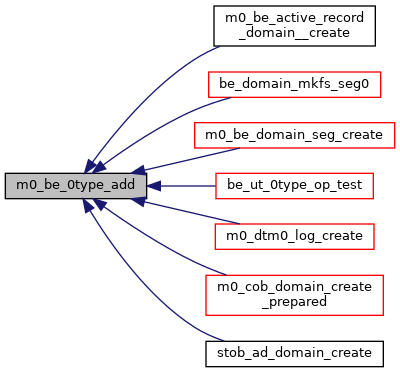 m0_be_active_record
_domain__create
be_domain_mkfs_seg0
m0_be_domain_seg_create
m0_be_0type_add
be_ut_0type_op_test
m0_dtm0_log_create
m0_cob_domain_create
_prepared
stob_ad_domain_create